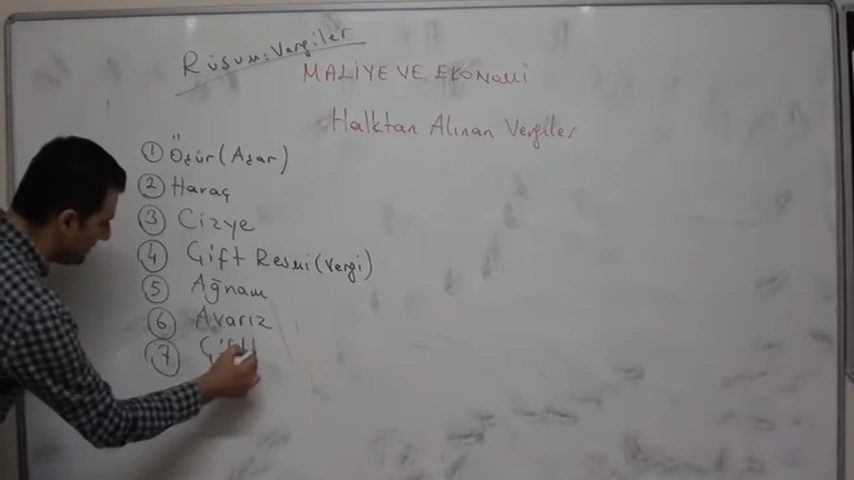 Rüsum: Vergiler
MALİYE VE EKONOMİ
Halktan Alınan Vergiler
① Öşür (Aşar)
② Haraç
③ Cizye
④ Çift Resmi (Vergi)
⑤ Ağnam
⑥ Avarız
⑦